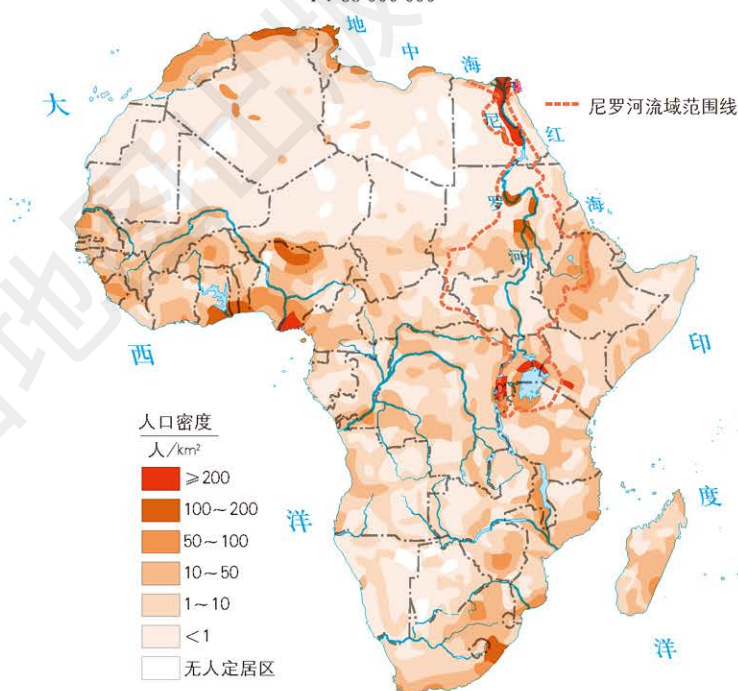 地中海
大西洋
红海
尼罗河
印度洋
尼罗河流域范围线
人口密度
人/km²
≥200
100~200
50~100
10~50
1~10
<1
无人定居区